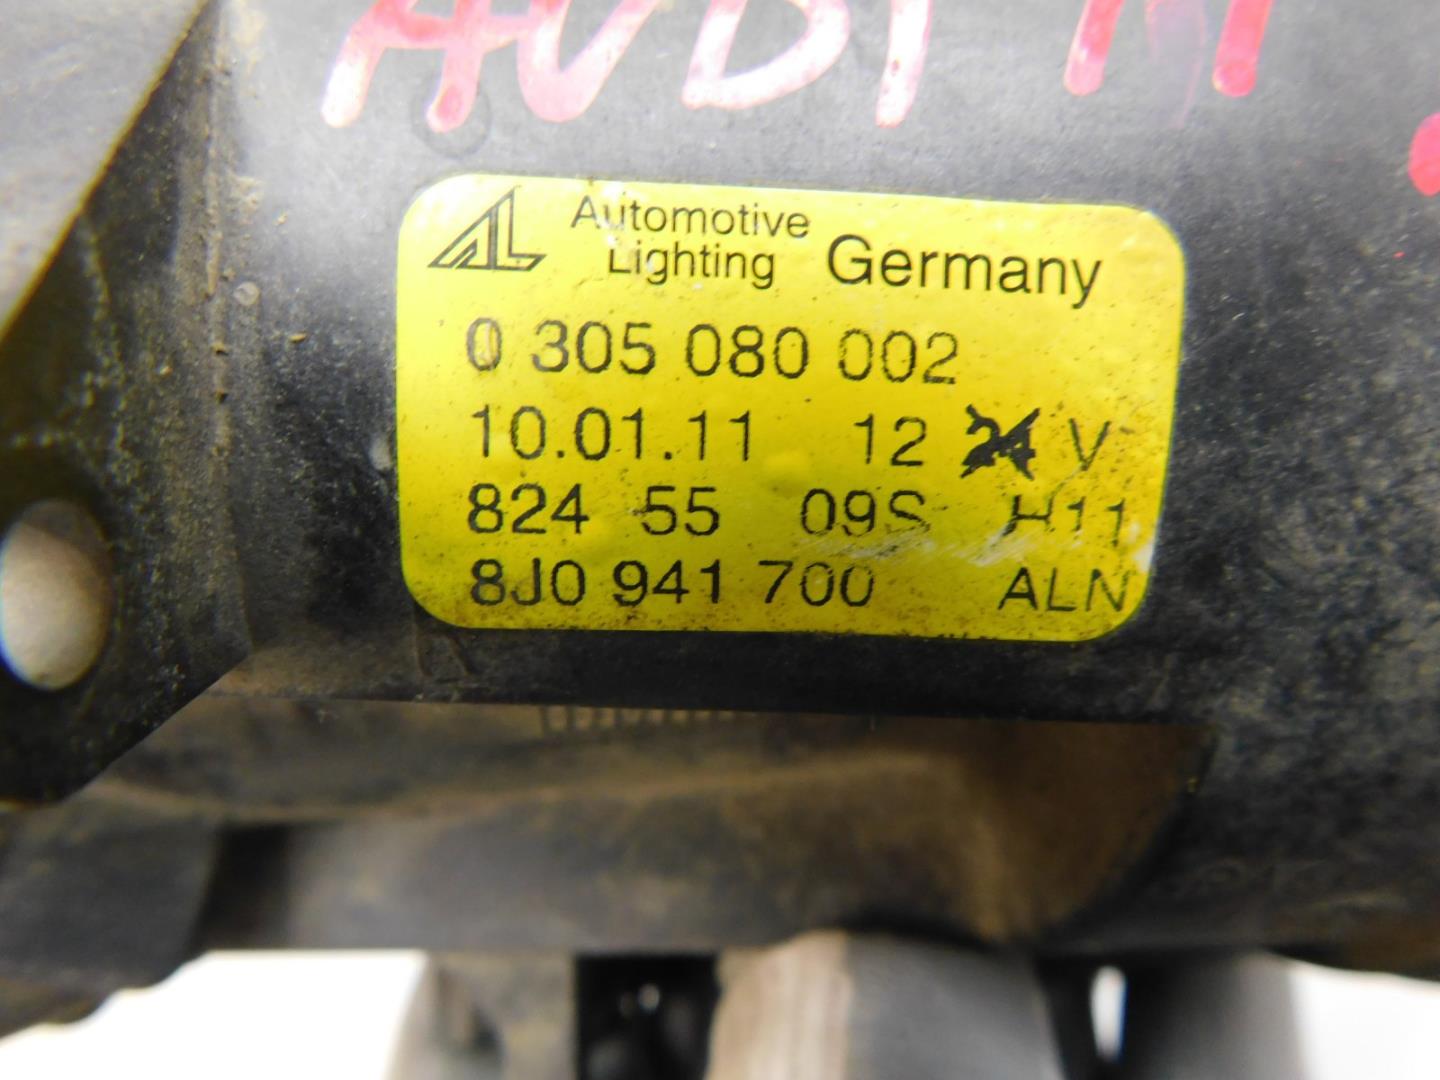 AUDI
AL Automotive Lighting Germany
0 305 080 002
10.01.11 12 24 V
824 55 09S H11
8J0 941 700 ALN